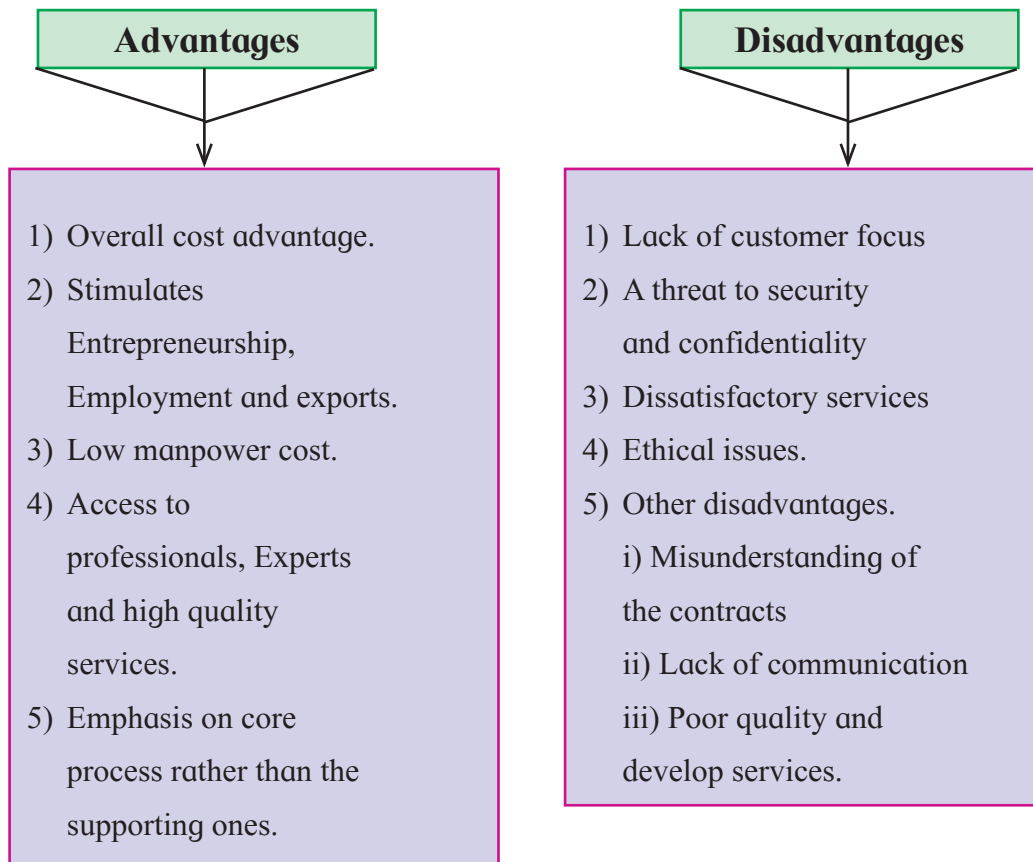 Advantages
1) Overall cost advantage.
2) Stimulates
Entrepreneurship,
Employment and exports.
3) Low manpower cost.
4) Access to
professionals, Experts
and high quality
services.
5) Emphasis on core
process rather than the
supporting ones.
Disadvantages
1) Lack of customer focus
2) A threat to security
and confidentiality
3) Dissatisfactory services
4) Ethical issues.
5) Other disadvantages.
i) Misunderstanding of
the contracts
ii) Lack of communication
iii) Poor quality and
develop services.